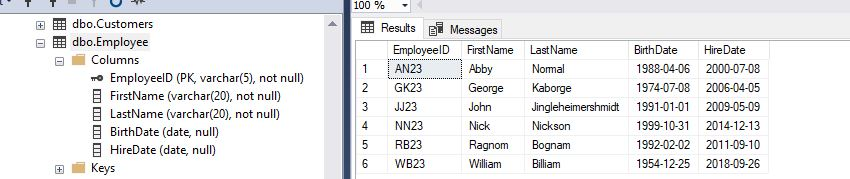 100 %
dbo.Customers
dbo.Employee
Columns
EmployeeID (PK, varchar(5), not null)
FirstName (varchar(20), not null)
LastName (varchar(20), not null)
BirthDate (date, null)
HireDate (date, null)
Keys
Results Messages
EmployeeID FirstName LastName BirthDate HireDate
1 AN23 Abby Normal 1988-04-06 2000-07-08
2 GK23 George Kaborge 1974-07-08 2006-04-05
3 JJ23 John Jingleheimershmidt 1991-01-01 2009-05-09
4 NN23 Nick Nickson 1999-10-31 2014-12-13
5 RB23 Ragnom Bognam 1992-02-02 2011-09-10
6 WB23 William Billiam 1954-12-25 2018-09-26